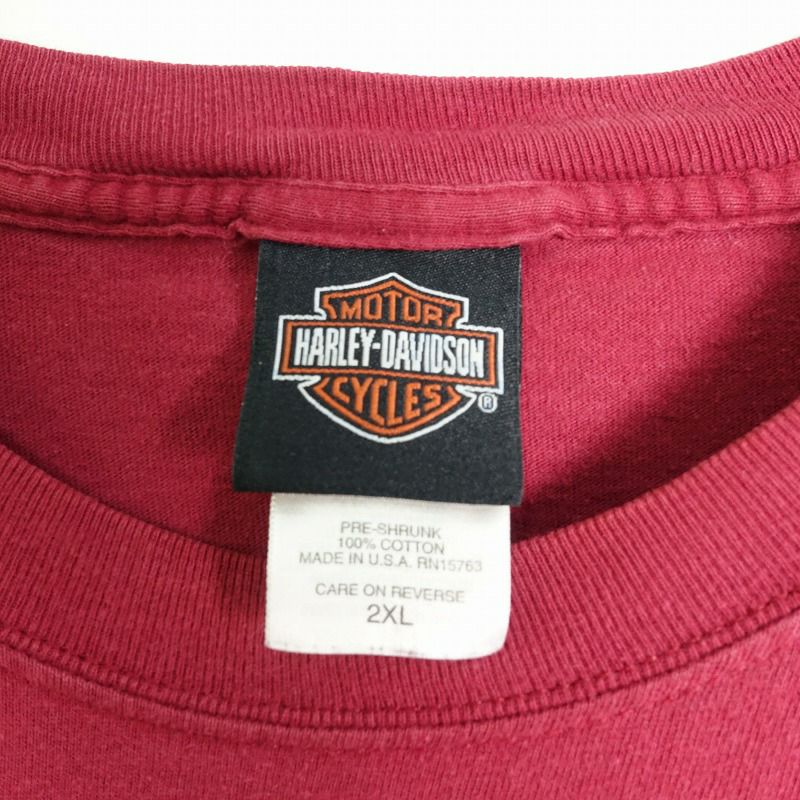 MOTOR
HARLEY-DAVIDSON
CYCLES
®
PRE-SHRUNK
100% COTTON
MADE IN U.S.A. RN15763
CARE ON REVERSE
2XL